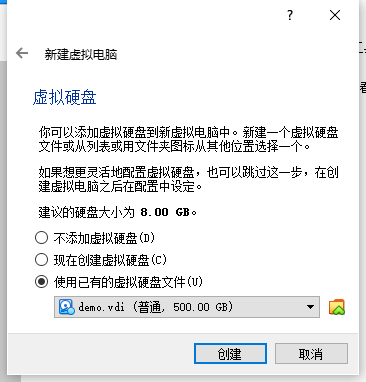 ?
新建虚拟电脑
虚拟硬盘
你可以添加虚拟硬盘到新虚拟电脑中。新建一个虚拟硬盘
文件或从列表或用文件夹图标从其他位置选择一个。
如果想更灵活地配置虚拟硬盘，也可以跳过这一步，在创
建虚拟电脑之后在配置中设定。
建议的硬盘大小为 8.00 GB。
不添加虚拟硬盘(D)
现在创建虚拟硬盘(C)
使用已有的虚拟硬盘文件(U)
demo.vdi (普通, 500.00 GB)
创建
取消